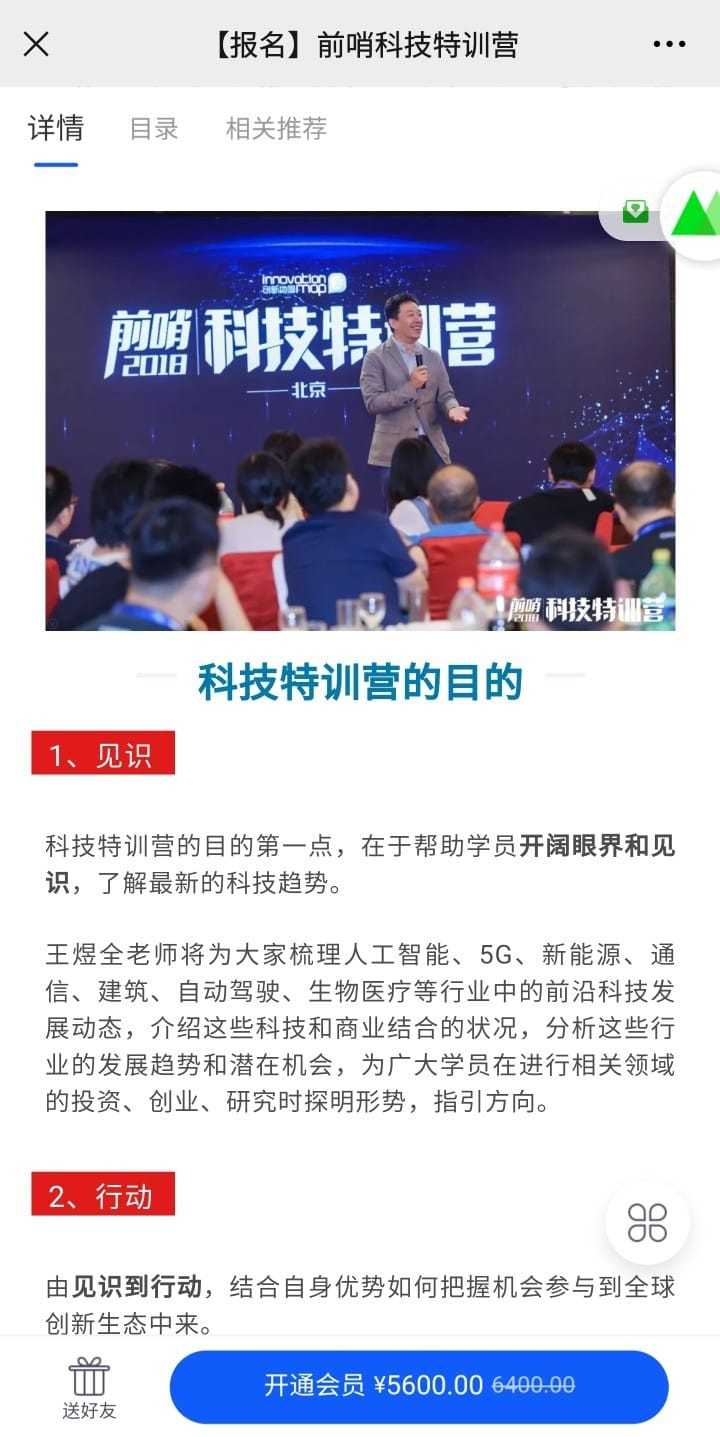 【报名】前哨科技特训营
详情 目录 相关推荐
innovation
创新地图 map
前哨 2018 科技特训营
北京
前哨 2018 科技特训营
科技特训营的目的
1、见识
科技特训营的目的第一点，在于帮助学员开阔眼界和见
识，了解最新的科技趋势。
王煜全老师将为大家梳理人工智能、5G、新能源、通
信、建筑、自动驾驶、生物医疗等行业中的前沿科技发
展动态，介绍这些科技和商业结合的状况，分析这些行
业的发展趋势和潜在机会，为广大学员在进行相关领域
的投资、创业、研究时探明形势，指引方向。
2、行动
由见识到行动，结合自身优势如何把握机会参与到全球
创新生态中来。
送好友
开通会员 ¥5600.00 6400.00